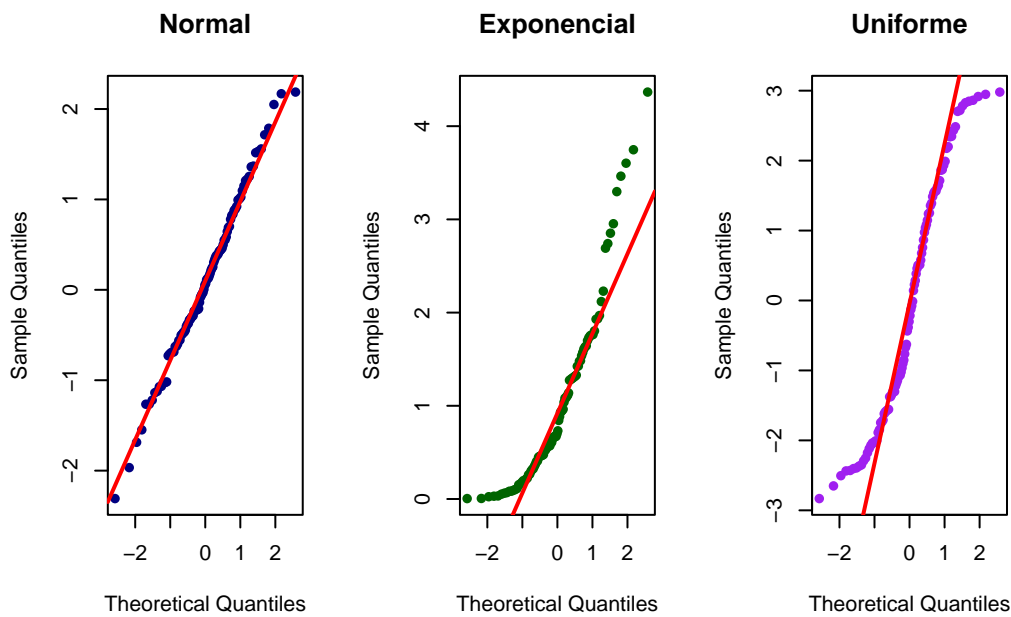 Normal
Sample Quantiles
2
1
0
−1
−2
−2 0 1 2
Theoretical Quantiles
Exponencial
Sample Quantiles
4
3
2
1
0
−2 0 1 2
Theoretical Quantiles
Uniforme
Sample Quantiles
3
2
1
0
−1
−2
−3
−2 0 1 2
Theoretical Quantiles